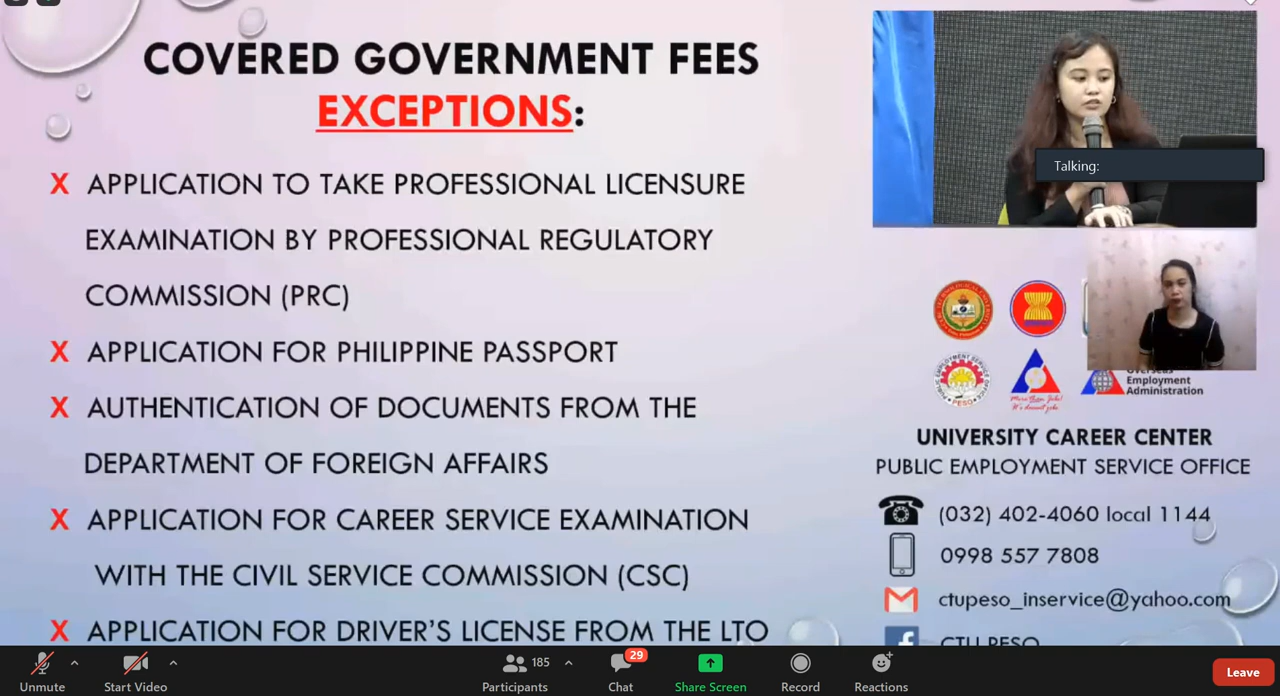 COVERED GOVERNMENT FEES
EXCEPTIONS:
X APPLICATION TO TAKE PROFESSIONAL LICENSURE
EXAMINATION BY PROFESSIONAL REGULATORY
COMMISSION (PRC)
X APPLICATION FOR PHILIPPINE PASSPORT
X AUTHENTICATION OF DOCUMENTS FROM THE
DEPARTMENT OF FOREIGN AFFAIRS
X APPLICATION FOR CAREER SERVICE EXAMINATION
WITH THE CIVIL SERVICE COMMISSION (CSC)
X APPLICATION FOR DRIVER'S LICENSE FROM THE LTO
Talking:
PESO
Overseas
Employment
Administration
UNIVERSITY CAREER CENTER
PUBLIC EMPLOYMENT SERVICE OFFICE
(032) 402-4060 local 1144
0998 557 7808
ctupeso_inservice@yahoo.com
CTU PESO
Unmute
Start Video
185
Participants
29
Chat
Share Screen
Record
Reactions
Leave